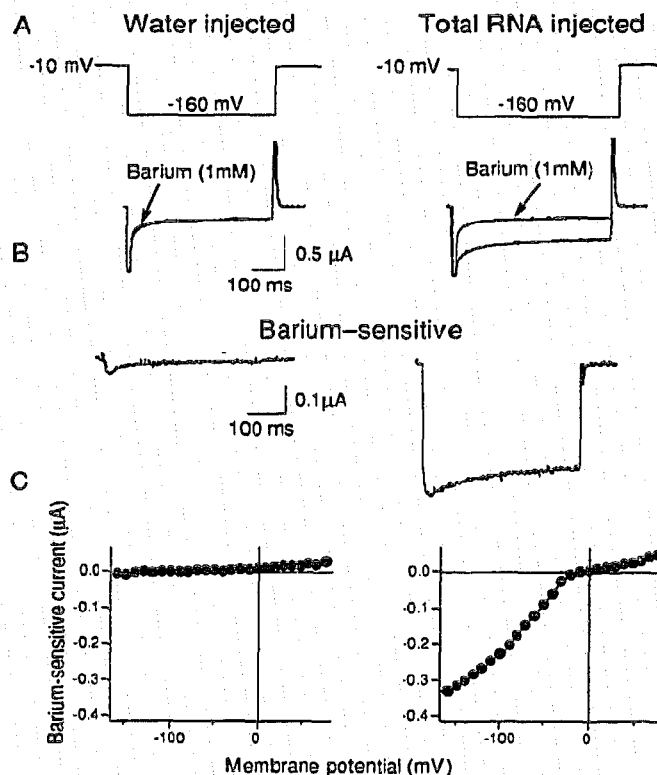 A Water injected Total RNA injected
-10 mV -10 mV
-160 mV -160 mV
Barium (1mM) Barium (1mM)
B
0.5 µA
100 ms
Barium–sensitive
0.1µA
100 ms
C
Barium-sensitive current (µA)
0.0 0.0
-0.1 -0.1
-0.2 -0.2
-0.3 -0.3
-0.4 -0.4
-100 0 -100 0
Membrane potential (mV)